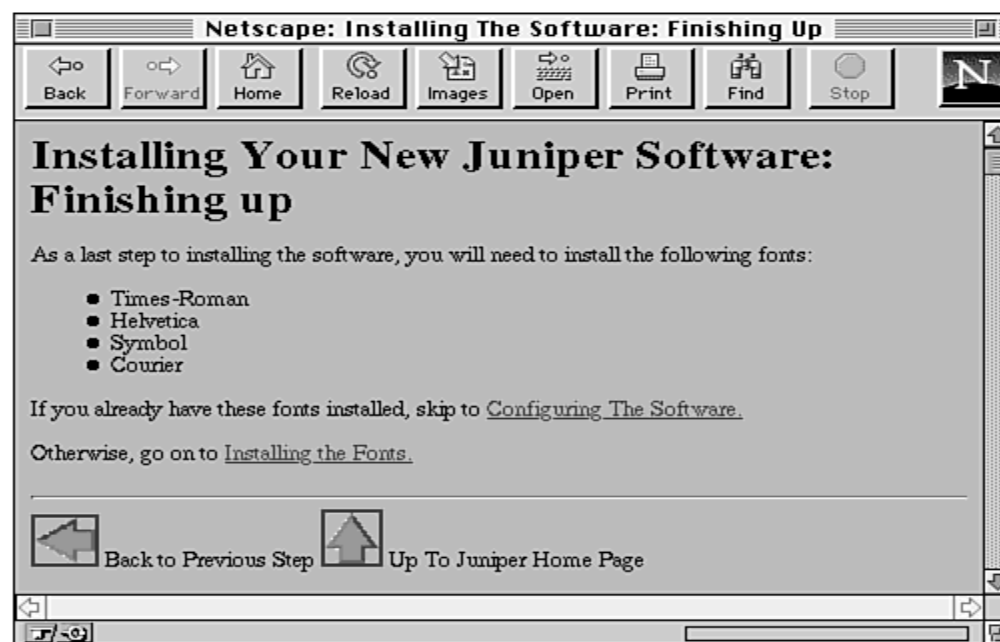 Netscape: Installing The Software: Finishing Up
Back Forward Home Reload Images Open Print Find Stop N
Installing Your New Juniper Software:
Finishing up
As a last step to installing the software, you will need to install the following fonts:
Times-Roman
Helvetica
Symbol
Courier
If you already have these fonts installed, skip to Configuring The Software.
Otherwise, go on to Installing the Fonts.
Back to Previous Step Up To Juniper Home Page